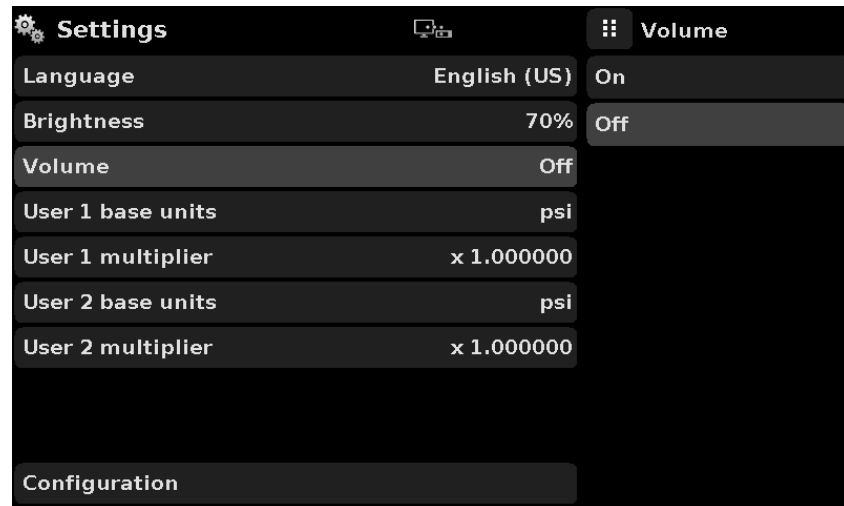 Settings
Language English (US)
Brightness 70%
Volume Off
User 1 base units psi
User 1 multiplier x 1.000000
User 2 base units psi
User 2 multiplier x 1.000000
Configuration
Volume
On
Off